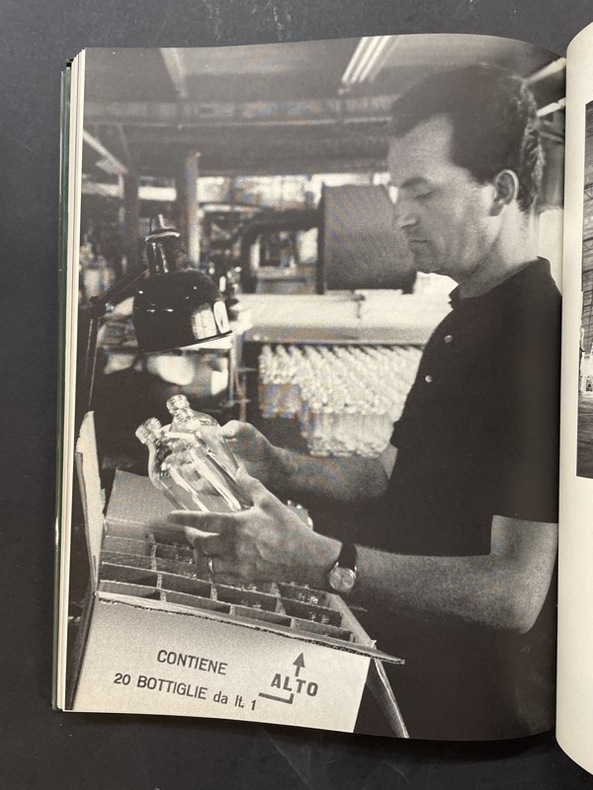 CONTIENE
20 BOTTIGLIE da lt. 1
ALTO